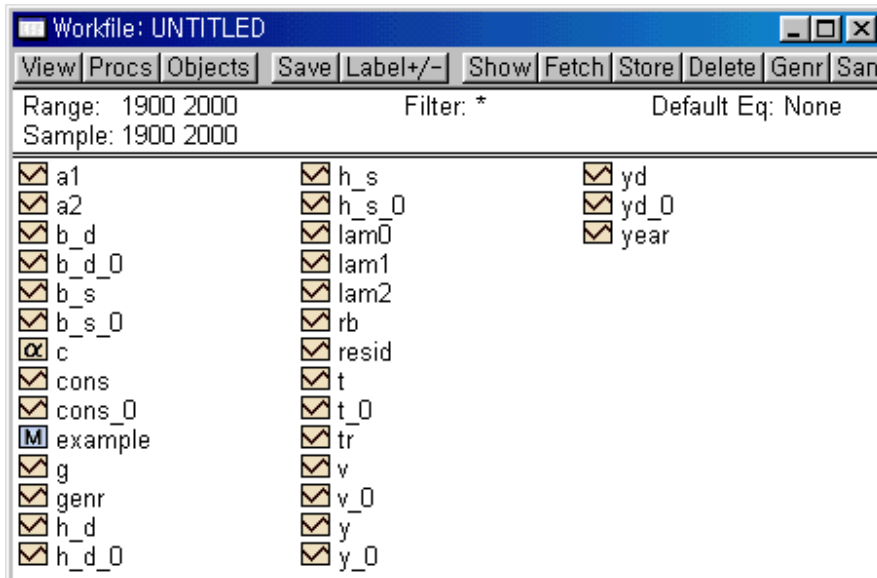 Workfile: UNTITLED
View Procs Objects Save Label+/- Show Fetch Store Delete Genr Sam
Range: 1900 2000 Filter: * Default Eq: None
Sample: 1900 2000
a1 h_s yd
a2 h_s_0 yd_0
b_d lam0 year
b_d_0 lam1
b_s lam2
b_s_0 rb
α c resid
cons t
cons_0 t_0
M example tr
g v
genr v_0
h_d y
h_d_0 y_0